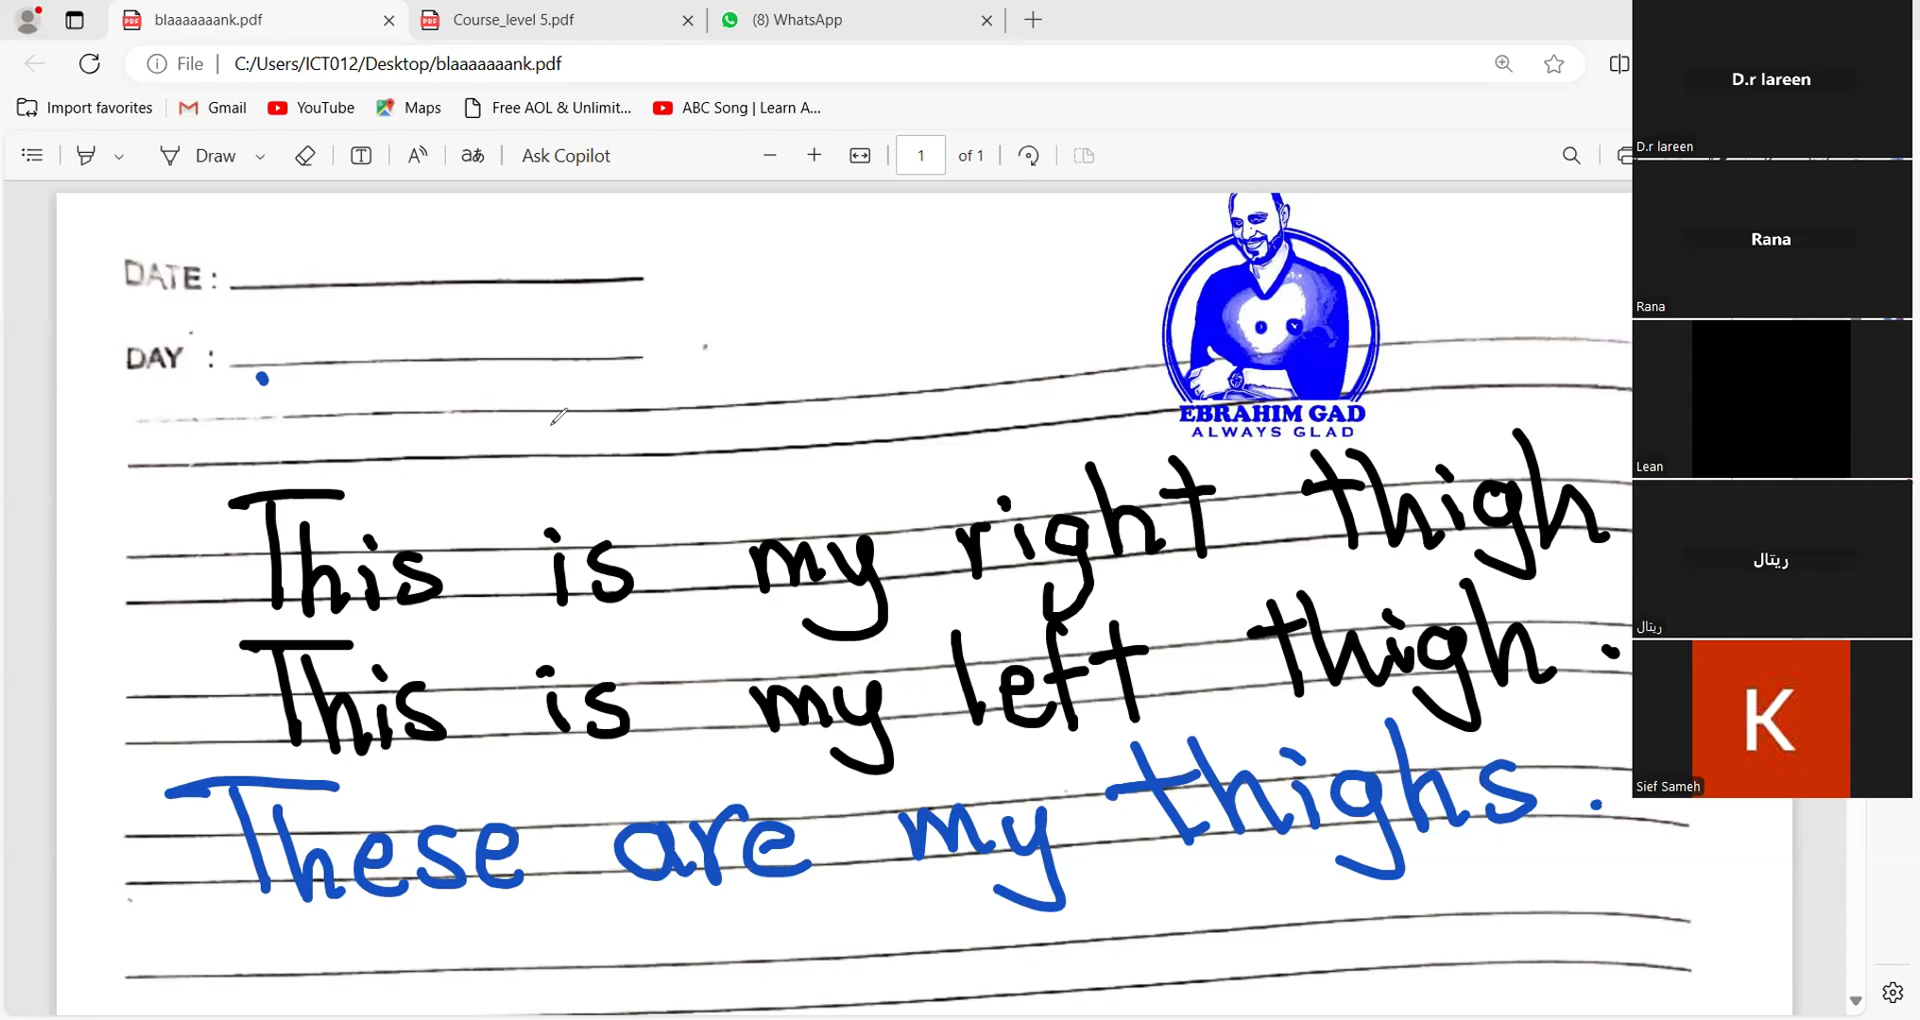 blaaaaaaank.pdf
Course_level 5.pdf
(8) WhatsApp
File
C:/Users/ICT012/Desktop/blaaaaaaank.pdf
Import favorites
Gmail
YouTube
Maps
Free AOL & Unlimit...
ABC Song | Learn A...
Draw
Ask Copilot
1
of 1
DATE :
DAY :
EBRAHIM GAD
ALWAYS GLAD
This is my right thigh
This is my left thigh.
These are my thighs.
D.r lareen
D.r lareen
Rana
Rana
Lean
ريتال
ريتال
K
Sief Sameh